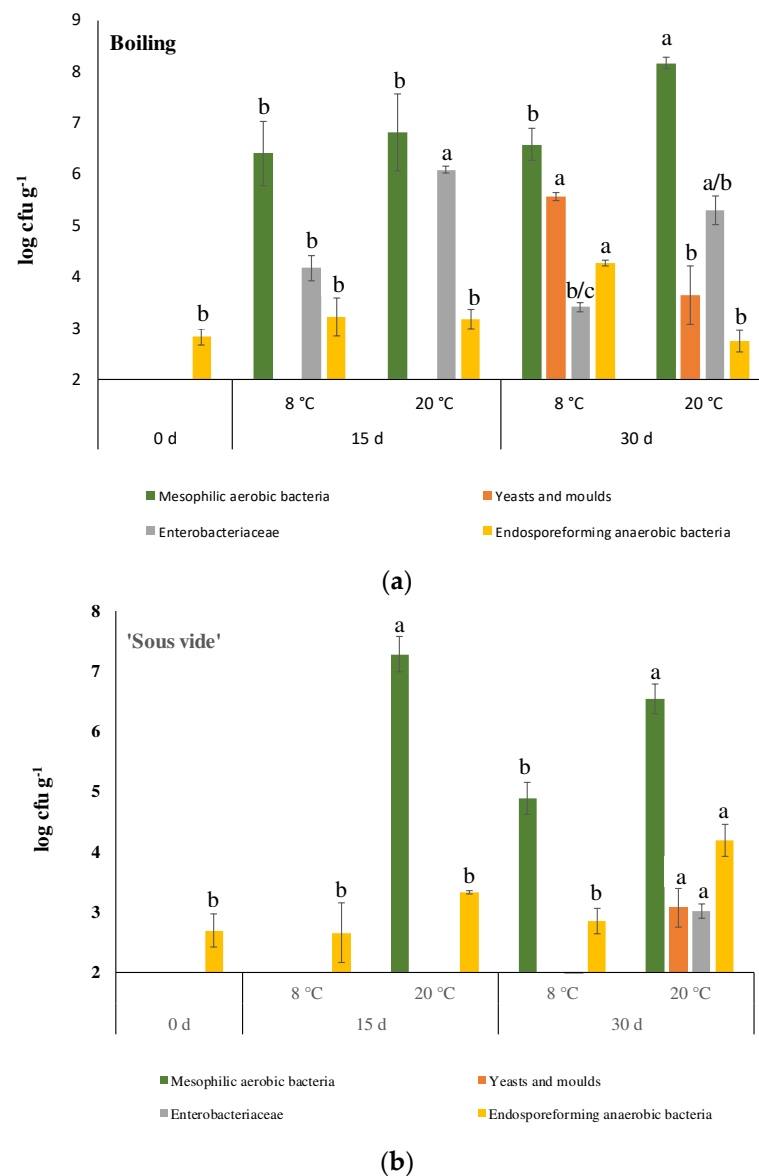 Boiling
log cfu g-1
9
8
7
6
5
4
3
2
b
b
b
b
b
a
b
b
a
b/c
a
a
b
a/b
b
8 °C
20 °C
8 °C
20 °C
0 d
15 d
30 d
Mesophilic aerobic bacteria
Yeasts and moulds
Enterobacteriaceae
Endosporeforming anaerobic bacteria
(a)
'Sous vide'
log cfu g-1
8
7
6
5
4
3
2
b
b
a
b
b
b
a
a
a
a
8 °C
20 °C
8 °C
20 °C
0 d
15 d
30 d
Mesophilic aerobic bacteria
Yeasts and moulds
Enterobacteriaceae
Endosporeforming anaerobic bacteria
(b)